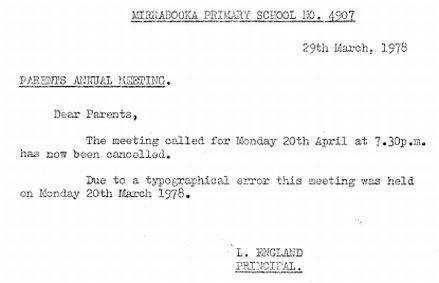 MIRRABOOKA PRIMARY SCHOOL NO. 4907
29th March, 1978
PARENTS ANNUAL MEETING.
Dear Parents,
The meeting called for Monday 20th April at 7.30p.m.
has now been cancelled.
Due to a typographical error this meeting was held
on Monday 20th March 1978.
L. ENGLAND
PRINCIPAL.